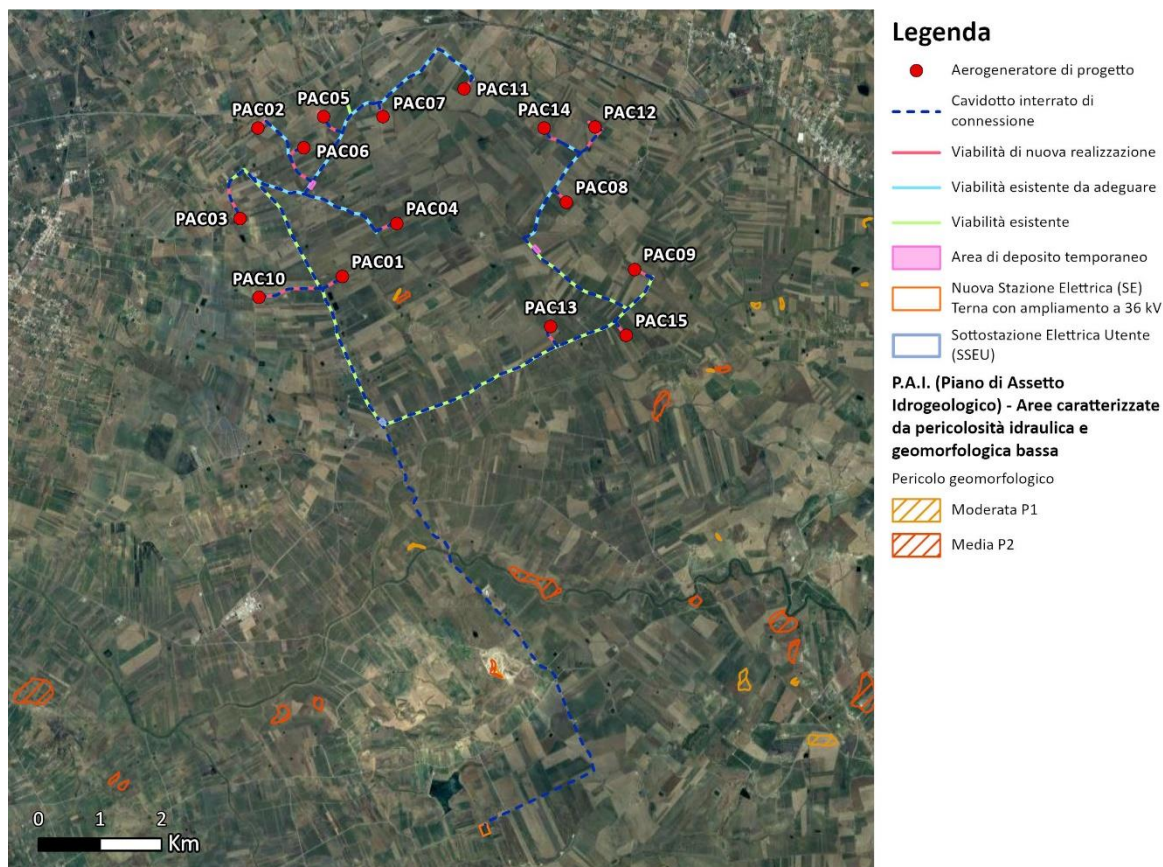 PAC11
PAC05
PAC02
PAC07
PAC14
PAC12
PAC06
PAC08
PAC03
PAC04
PAC09
PAC01
PAC10
PAC13
PAC15
0 1 2
Km
Legenda
Aerogeneratore di progetto
Cavidotto interrato di
connessione
Viabilità di nuova realizzazione
Viabilità esistente da adeguare
Viabilità esistente
Area di deposito temporaneo
Nuova Stazione Elettrica (SE)
Terna con ampliamento a 36 kV
Sottostazione Elettrica Utente
(SSEU)
P.A.I. (Piano di Assetto
Idrogeologico) - Aree caratterizzate
da pericolosità idraulica e
geomorfologica bassa
Pericolo geomorfologico
Moderata P1
Media P2